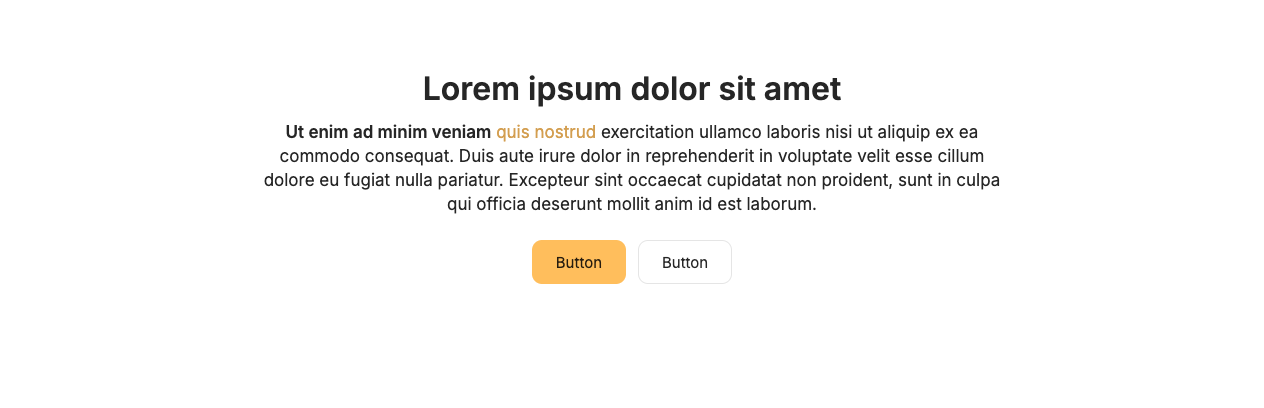 Lorem ipsum dolor sit amet
Ut enim ad minim veniam quis nostrud exercitation ullamco laboris nisi ut aliquip ex ea
commodo consequat. Duis aute irure dolor in reprehenderit in voluptate velit esse cillum
dolore eu fugiat nulla pariatur. Excepteur sint occaecat cupidatat non proident, sunt in culpa
qui officia deserunt mollit anim id est laborum.
Button Button